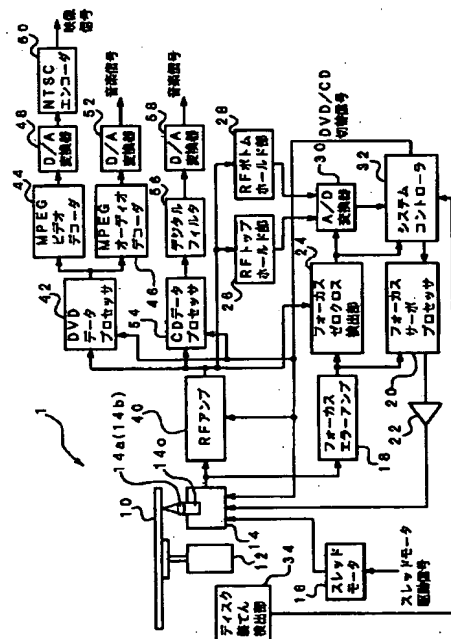 1
10
12
14
14a(14b)
14o
16
スレッド
モータ
スレッドモータ
駆動信号
34
ディスク
装てん
検出部
40
RFアンプ
18
フォーカス
エラーアンプ
20
フォーカス
サーボ
プロセッサ
22
24
フォーカス
ゼロクロス
検出部
26
RFトップ
ホールド部
28
RFボトム
ホールド部
30
A/D
変換器
32
システム
コントローラ
DVD/CD
切替信号
42
DVD
データ
プロセッサ
44
MPEG
ビデオ
デコーダ
46
MPEG
オーディオ
デコーダ
48
D/A
変換器
50
NTSC
エンコーダ
映像
信号
52
D/A
変換器
音楽信号
54
CDデータ
プロセッサ
56
デジタル
フィルタ
58
D/A
変換器
音楽信号